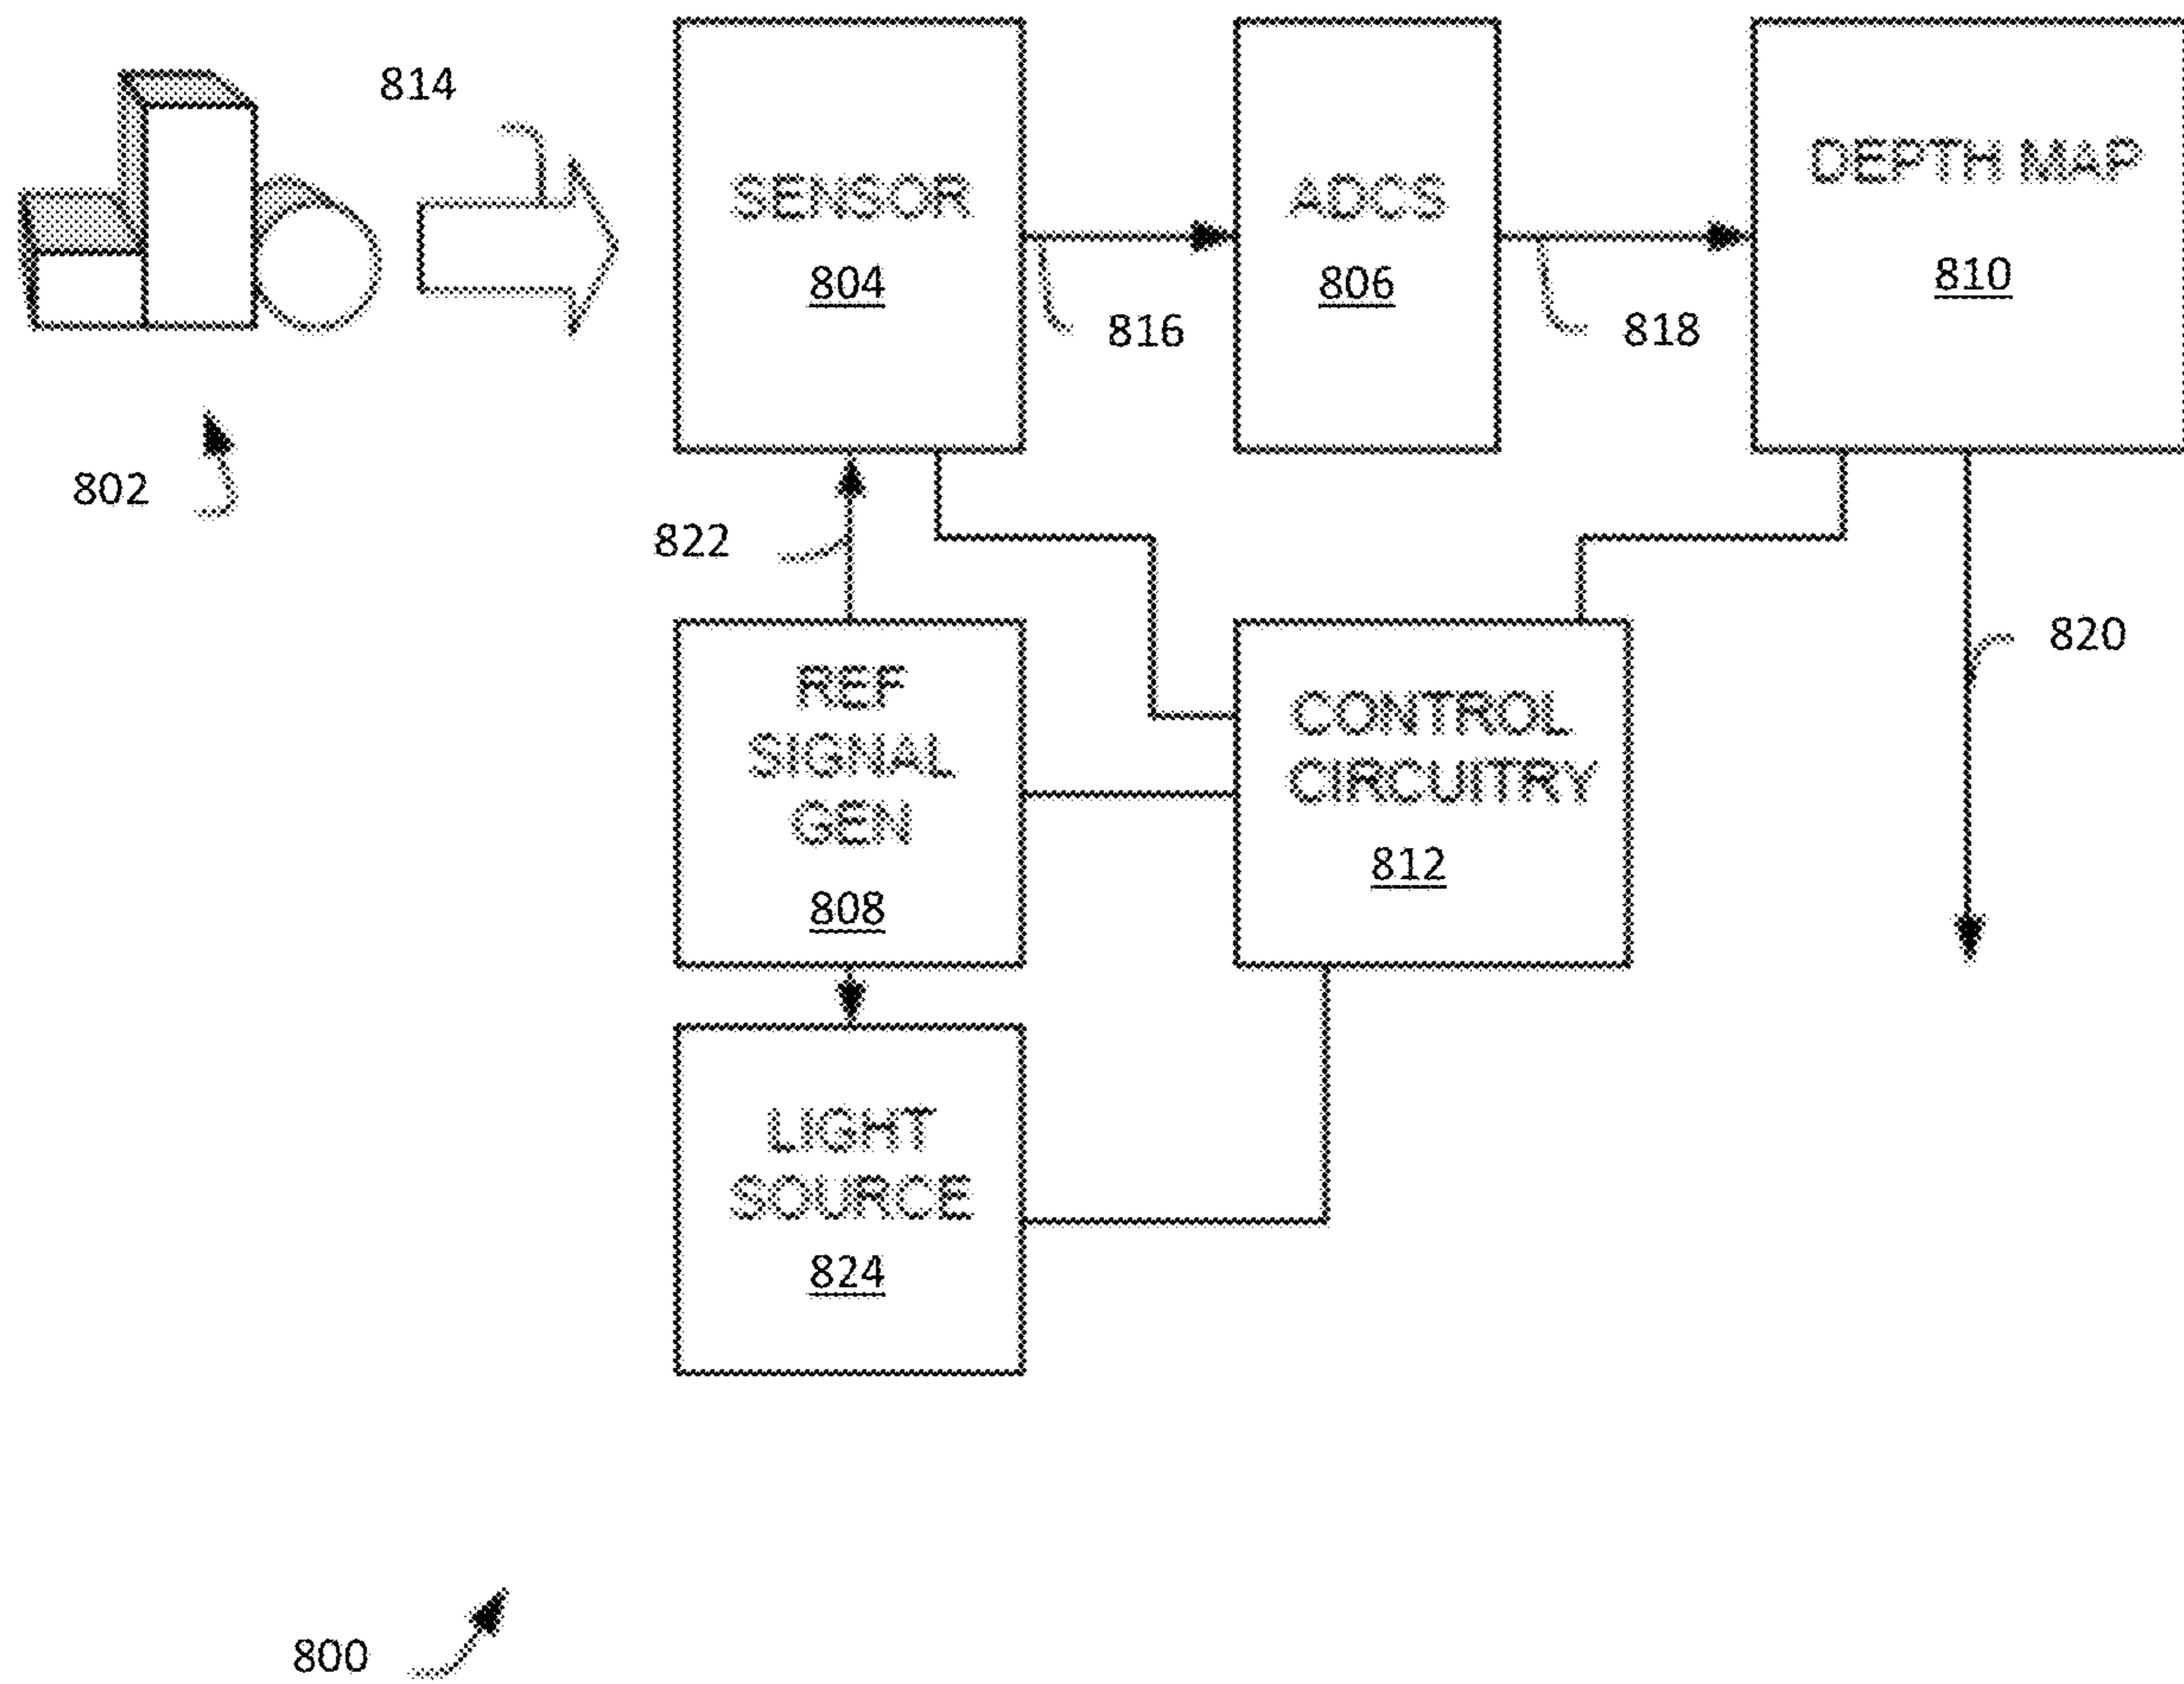 814
SENSOR
804
ADCS
806
DEPTH MAP
810
816
818
802
822
820
REF
SIGNAL
GEN
808
CONTROL
CIRCUITRY
812
LIGHT
SOURCE
824
800